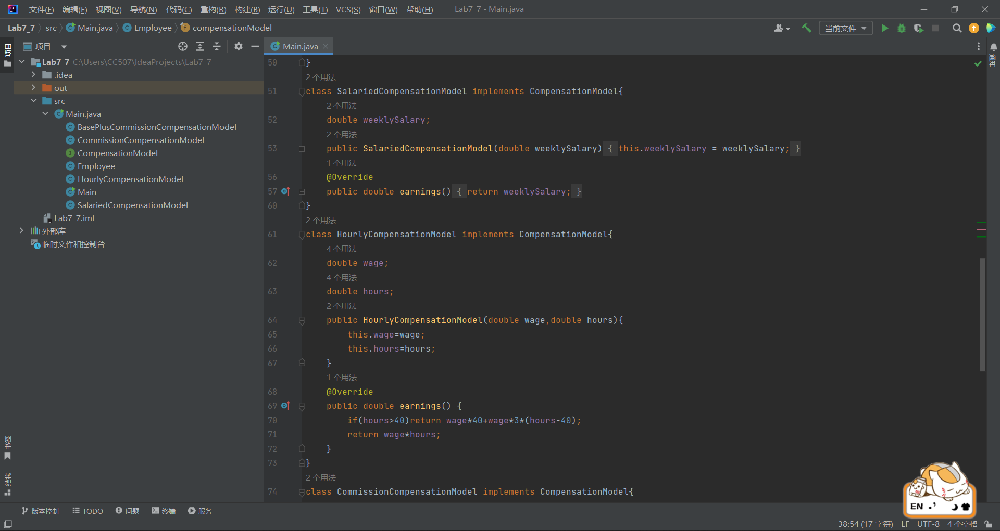 文件(F) 编辑(E) 视图(V) 导航(N) 代码(C) 重构(R) 构建(B) 运行(U) 工具(T) VCS(S) 窗口(W) 帮助(H) Lab7_7 - Main.java
Lab7_7 src Main.java Employee compensationModel 当前文件
项目
项目
Main.java
通知
Lab7_7 C:\Users\CC507\IdeaProjects\Lab7_7
.idea
out
src
Main.java
BasePlusCommissionCompensationModel
CommissionCompensationModel
CompensationModel
Employee
HourlyCompensationModel
Main
SalariedCompensationModel
Lab7_7.iml
外部库
临时文件和控制台
50 }
2 个用法
51 class SalariedCompensationModel implements CompensationModel{
2 个用法
52 double weeklySalary;
2 个用法
53 public SalariedCompensationModel(double weeklySalary) { this.weeklySalary = weeklySalary; }
1 个用法
56 @Override
57 public double earnings() { return weeklySalary; }
60 }
2 个用法
61 class HourlyCompensationModel implements CompensationModel{
4 个用法
62 double wage;
4 个用法
63 double hours;
2 个用法
64 public HourlyCompensationModel(double wage,double hours){
65 this.wage=wage;
66 this.hours=hours;
67 }
1 个用法
68 @Override
69 public double earnings() {
70 if(hours>40)return wage*40+wage*3*(hours-40);
71 return wage*hours;
72 }
73 }
2 个用法
74 class CommissionCompensationModel implements CompensationModel{
书签
结构
EN
版本控制 TODO 问题 终端 服务
38:54 (17 字符) LF UTF-8 4 个空格